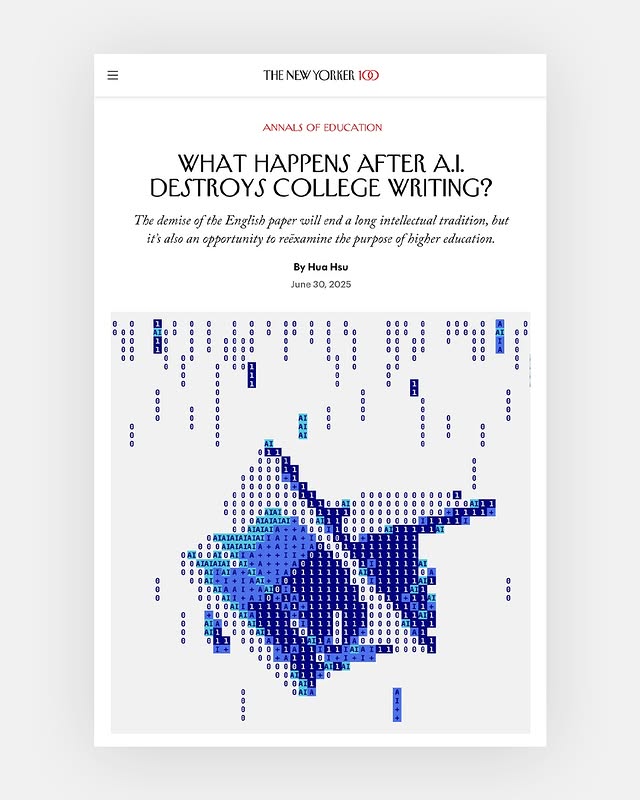 THE NEW YORKER 100
ANNALS OF EDUCATION
WHAT HAPPENS AFTER A.I.
DESTROYS COLLEGE WRITING?
The demise of the English paper will end a long intellectual tradition, but
it's also an opportunity to reëxamine the purpose of higher education.
By Hua Hsu
June 30, 2025